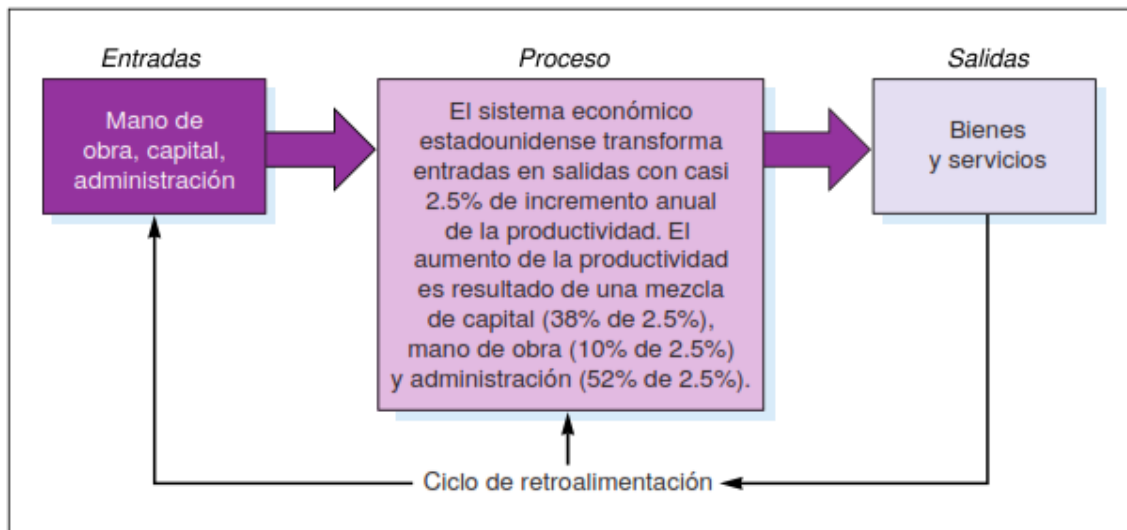 Entradas
Proceso
Salidas
Mano de
obra, capital,
administración
El sistema económico
estadounidense transforma
entradas en salidas con casi
2.5% de incremento anual
de la productividad. El
aumento de la productividad
es resultado de una mezcla
de capital (38% de 2.5%),
mano de obra (10% de 2.5%)
y administración (52% de 2.5%).
Bienes
y servicios
Ciclo de retroalimentación